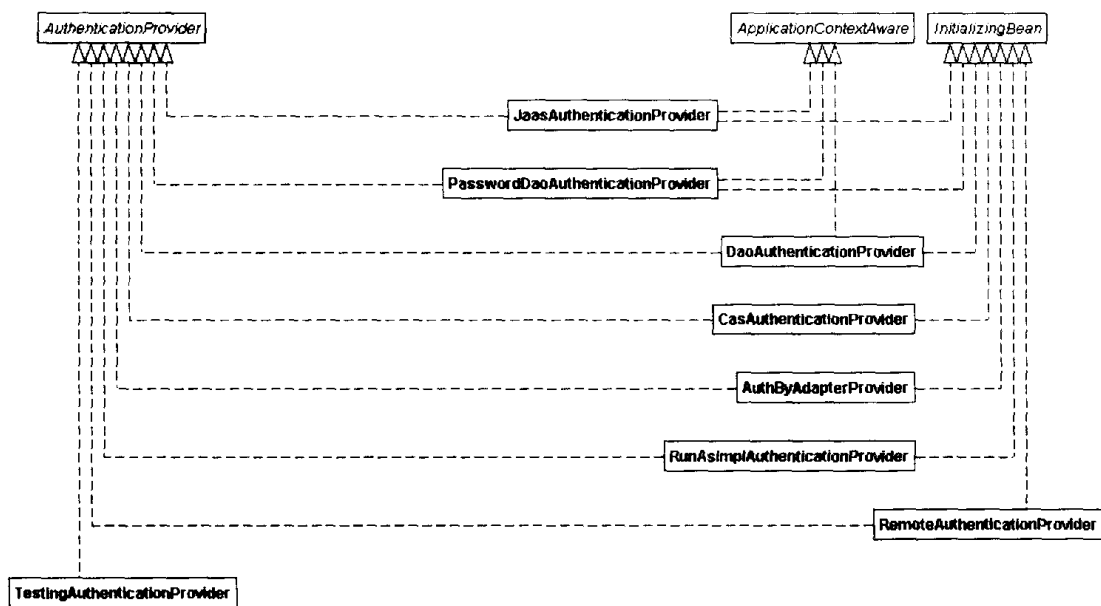 AuthenticationProvider
ApplicationContextAware
InitializingBean
JaasAuthenticationProvider
PasswordDaoAuthenticationProvider
DaoAuthenticationProvider
CasAuthenticationProvider
AuthByAdapterProvider
RunAsImplAuthenticationProvider
RemoteAuthenticationProvider
TestingAuthenticationProvider